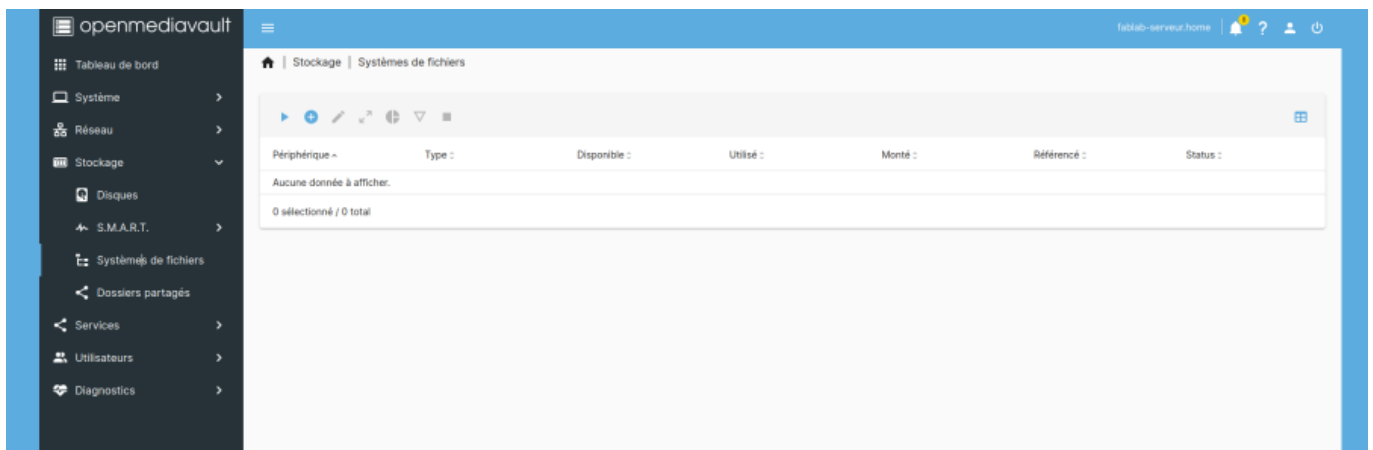 openmediavault
fablab-serveur.home
Tableau de bord
Système
Réseau
Stockage
Disques
S.M.A.R.T.
Systèmes de fichiers
Dossiers partagés
Services
Utilisateurs
Diagnostics
Stockage | Systèmes de fichiers
Périphérique Type Disponible Utilisé Monté Référencé Status
Aucune donnée à afficher.
0 sélectionné / 0 total